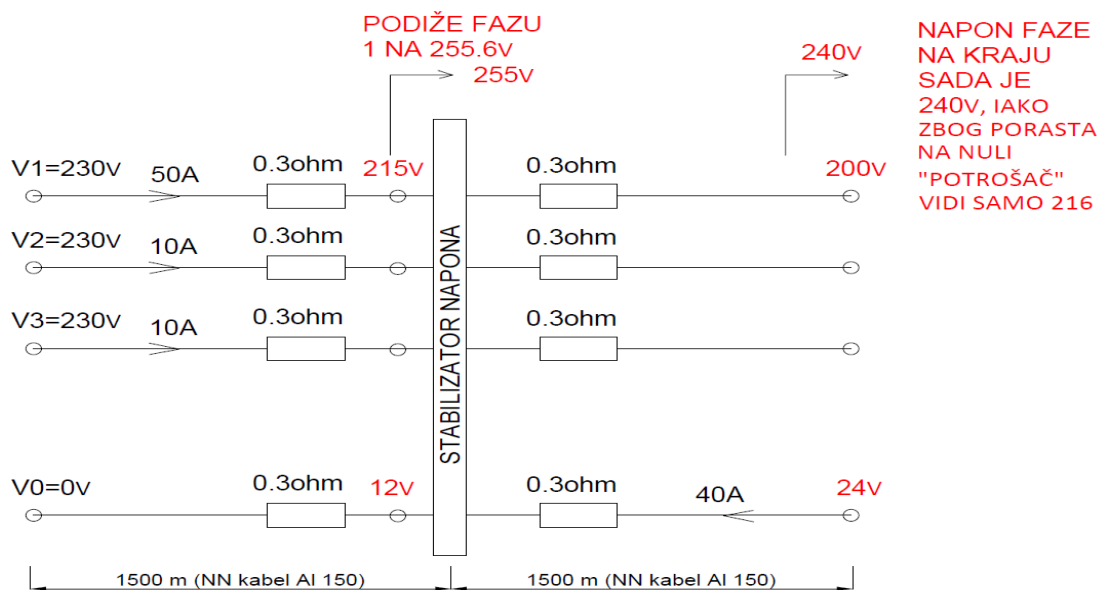 PODIŽE FAZU
1 NA 255.6V
255V
240V
NAPON FAZE
NA KRAJU
SADA JE
240V, IAKO
ZBOG PORASTA
NA NULI
"POTROŠAČ"
VIDI SAMO 216
V1=230V
50A
0.3ohm
215V
0.3ohm
200V
V2=230V
10A
0.3ohm
0.3ohm
V3=230V
10A
0.3ohm
0.3ohm
STABILIZATOR NAPONA
V0=0V
0.3ohm
12V
0.3ohm
40A
24V
1500 m (NN kabel Al 150)
1500 m (NN kabel Al 150)